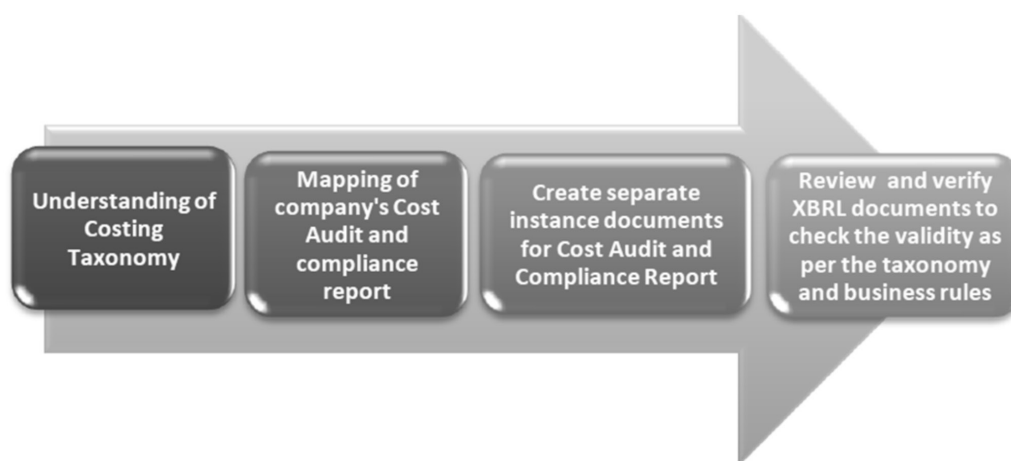 Understanding of
Costing
Taxonomy
Mapping of
company's Cost
Audit and
compliance
report
Create separate
instance documents
for Cost Audit and
Compliance Report
Review and verify
XBRL documents to
check the validity as
per the taxonomy
and business rules